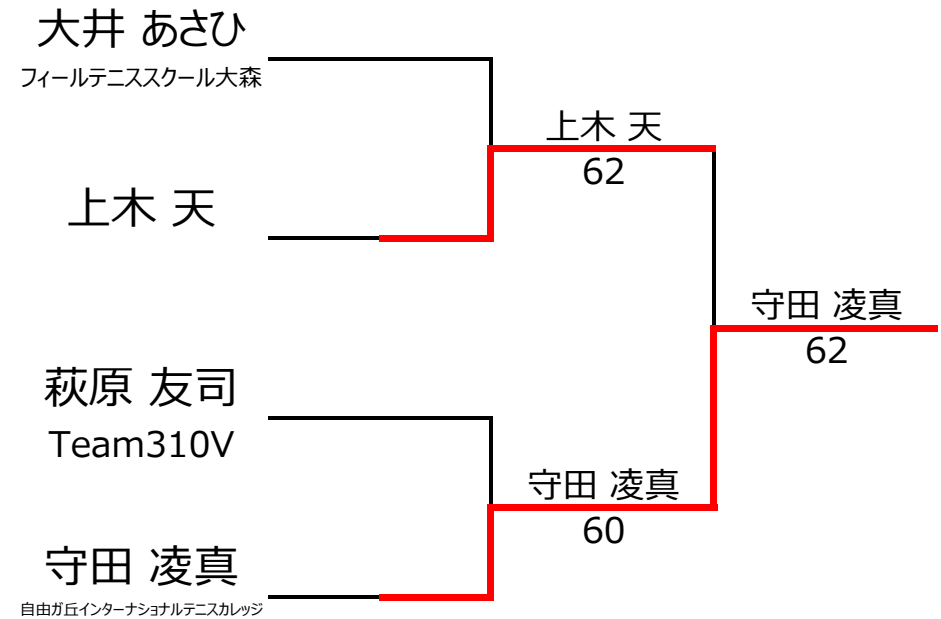 大井 あさひ
フィールテニススクール大森
上木 天
62
上木 天
守田 凌真
62
萩原 友司
Team310V
守田 凌真
60
守田 凌真
自由ガ丘インターナショナルテニスカレッジ